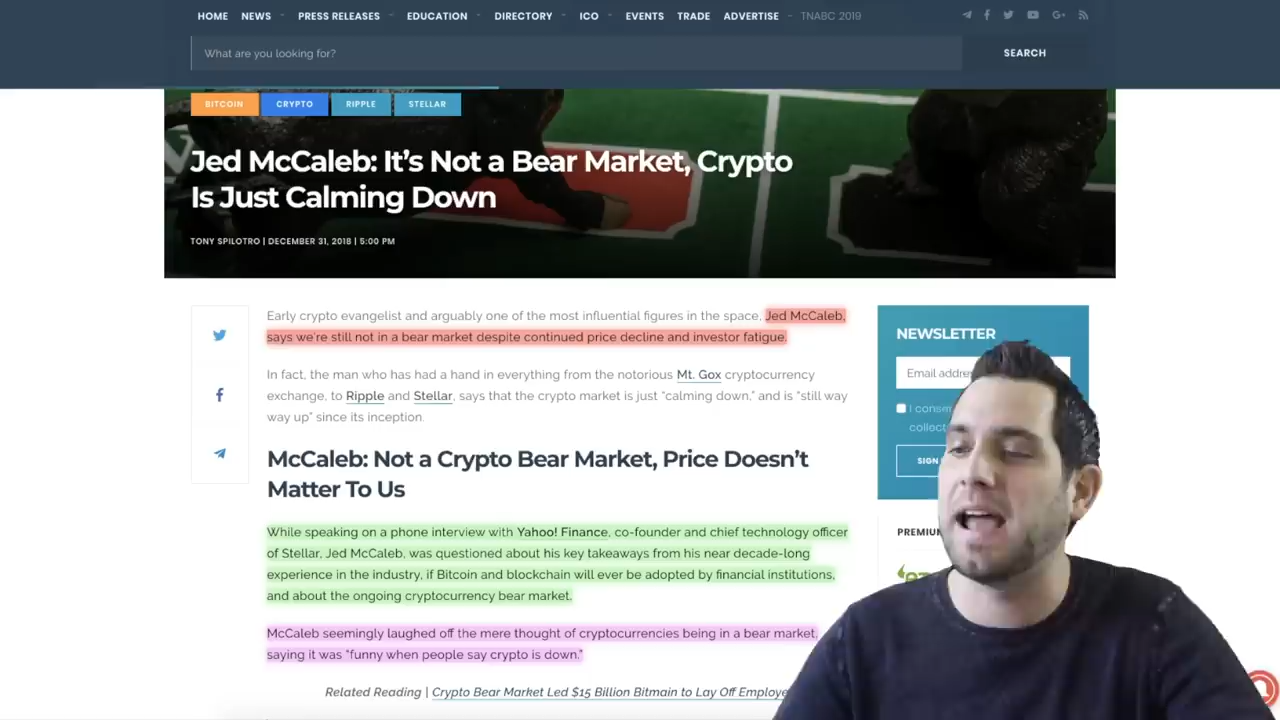 HOME NEWS PRESS RELEASES EDUCATION DIRECTORY ICO EVENTS TRADE ADVERTISE TNABC 2019
What are you looking for? SEARCH
BITCOIN CRYPTO RIPPLE STELLAR
Jed McCaleb: It's Not a Bear Market, Crypto
Is Just Calming Down
TONY SPILOTRO | DECEMBER 31, 2018 | 5:00 PM
Early crypto evangelist and arguably one of the most influential figures in the space, Jed McCaleb,
says we're still not in a bear market despite continued price decline and investor fatigue.
In fact, the man who has had a hand in everything from the notorious Mt. Gox cryptocurrency
exchange, to Ripple and Stellar, says that the crypto market is just "calming down," and is "still way
way up" since its inception.
McCaleb: Not a Crypto Bear Market, Price Doesn't
Matter To Us
While speaking on a phone interview with Yahoo! Finance, co-founder and chief technology officer
of Stellar, Jed McCaleb, was questioned about his key takeaways from his near decade-long
experience in the industry, if Bitcoin and blockchain will ever be adopted by financial institutions,
and about the ongoing cryptocurrency bear market.
McCaleb seemingly laughed off the mere thought of cryptocurrencies being in a bear market,
saying it was "funny when people say crypto is down."
Related Reading | Crypto Bear Market Led $15 Billion Bitmain to Lay Off
NEWSLETTER
Email
I
SIGN